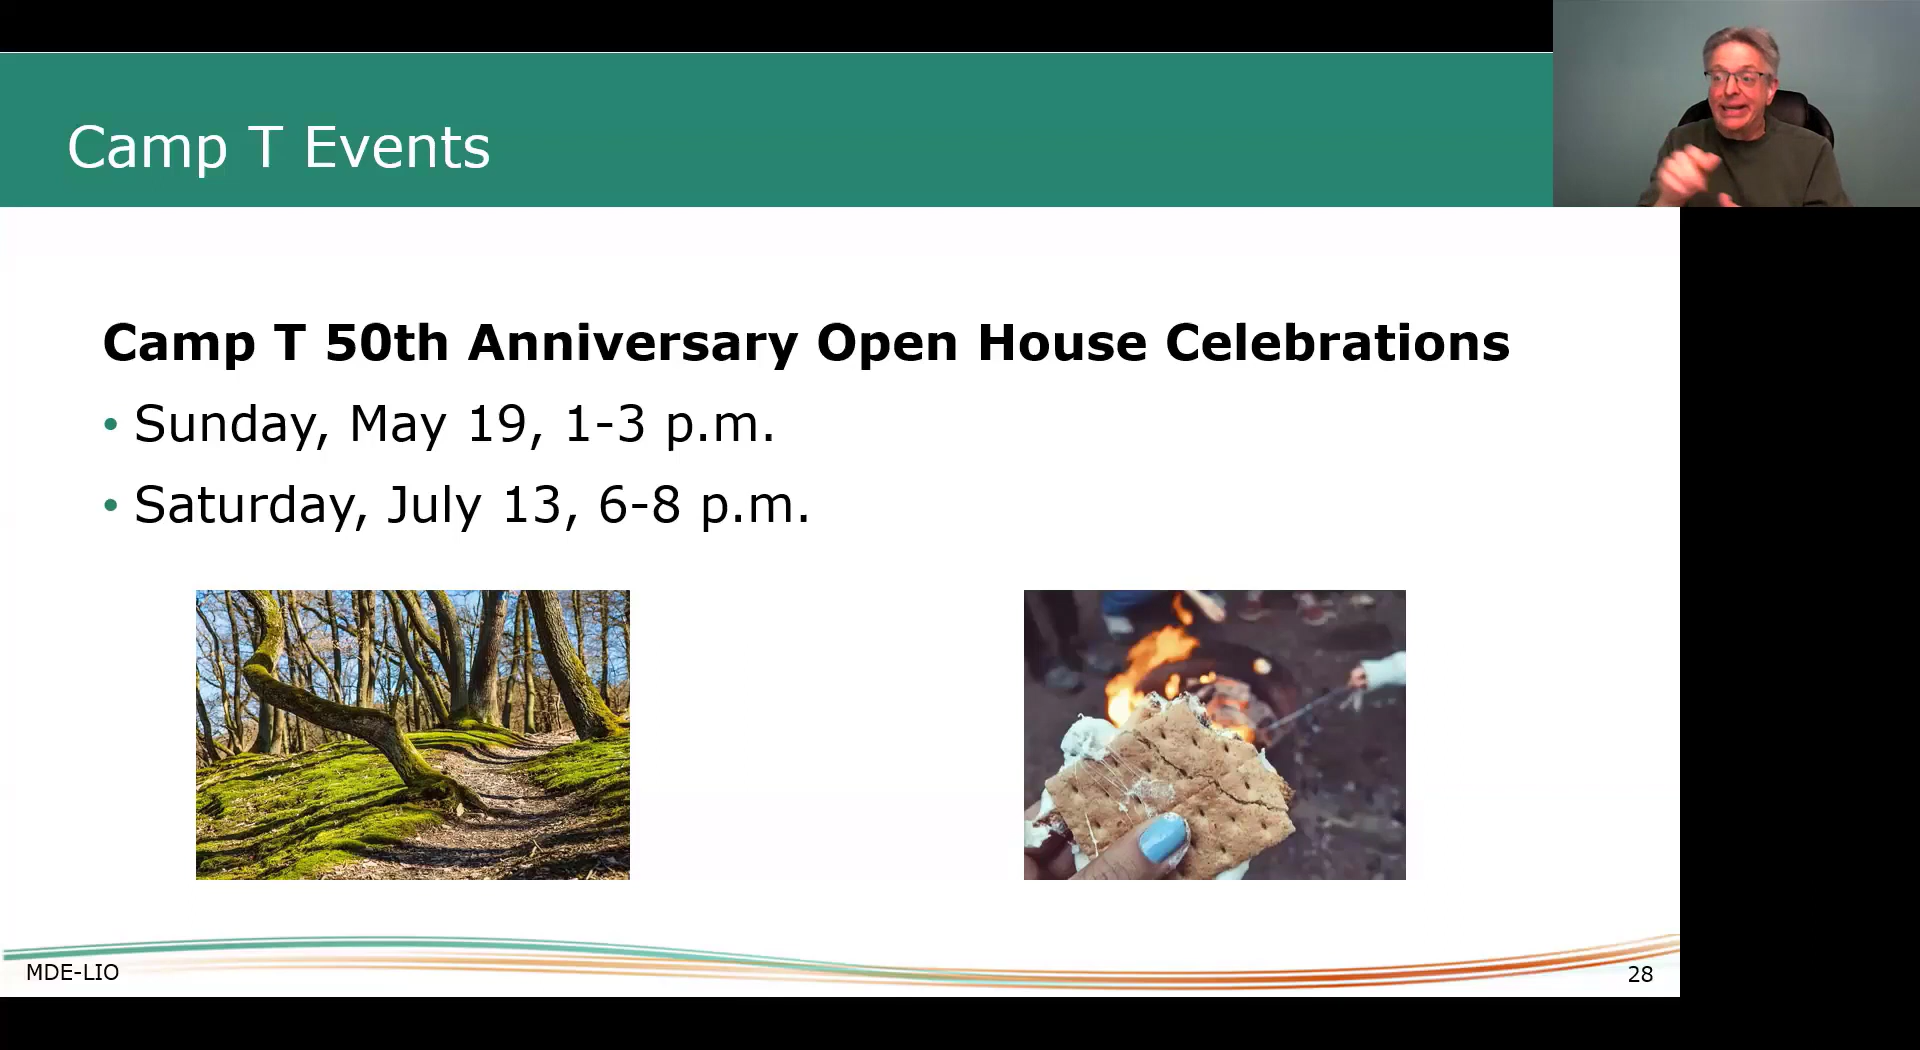 Camp T Events
Camp T 50th Anniversary Open House Celebrations
• Sunday, May 19, 1-3 p.m.
• Saturday, July 13, 6-8 p.m.
MDE-LIO
28